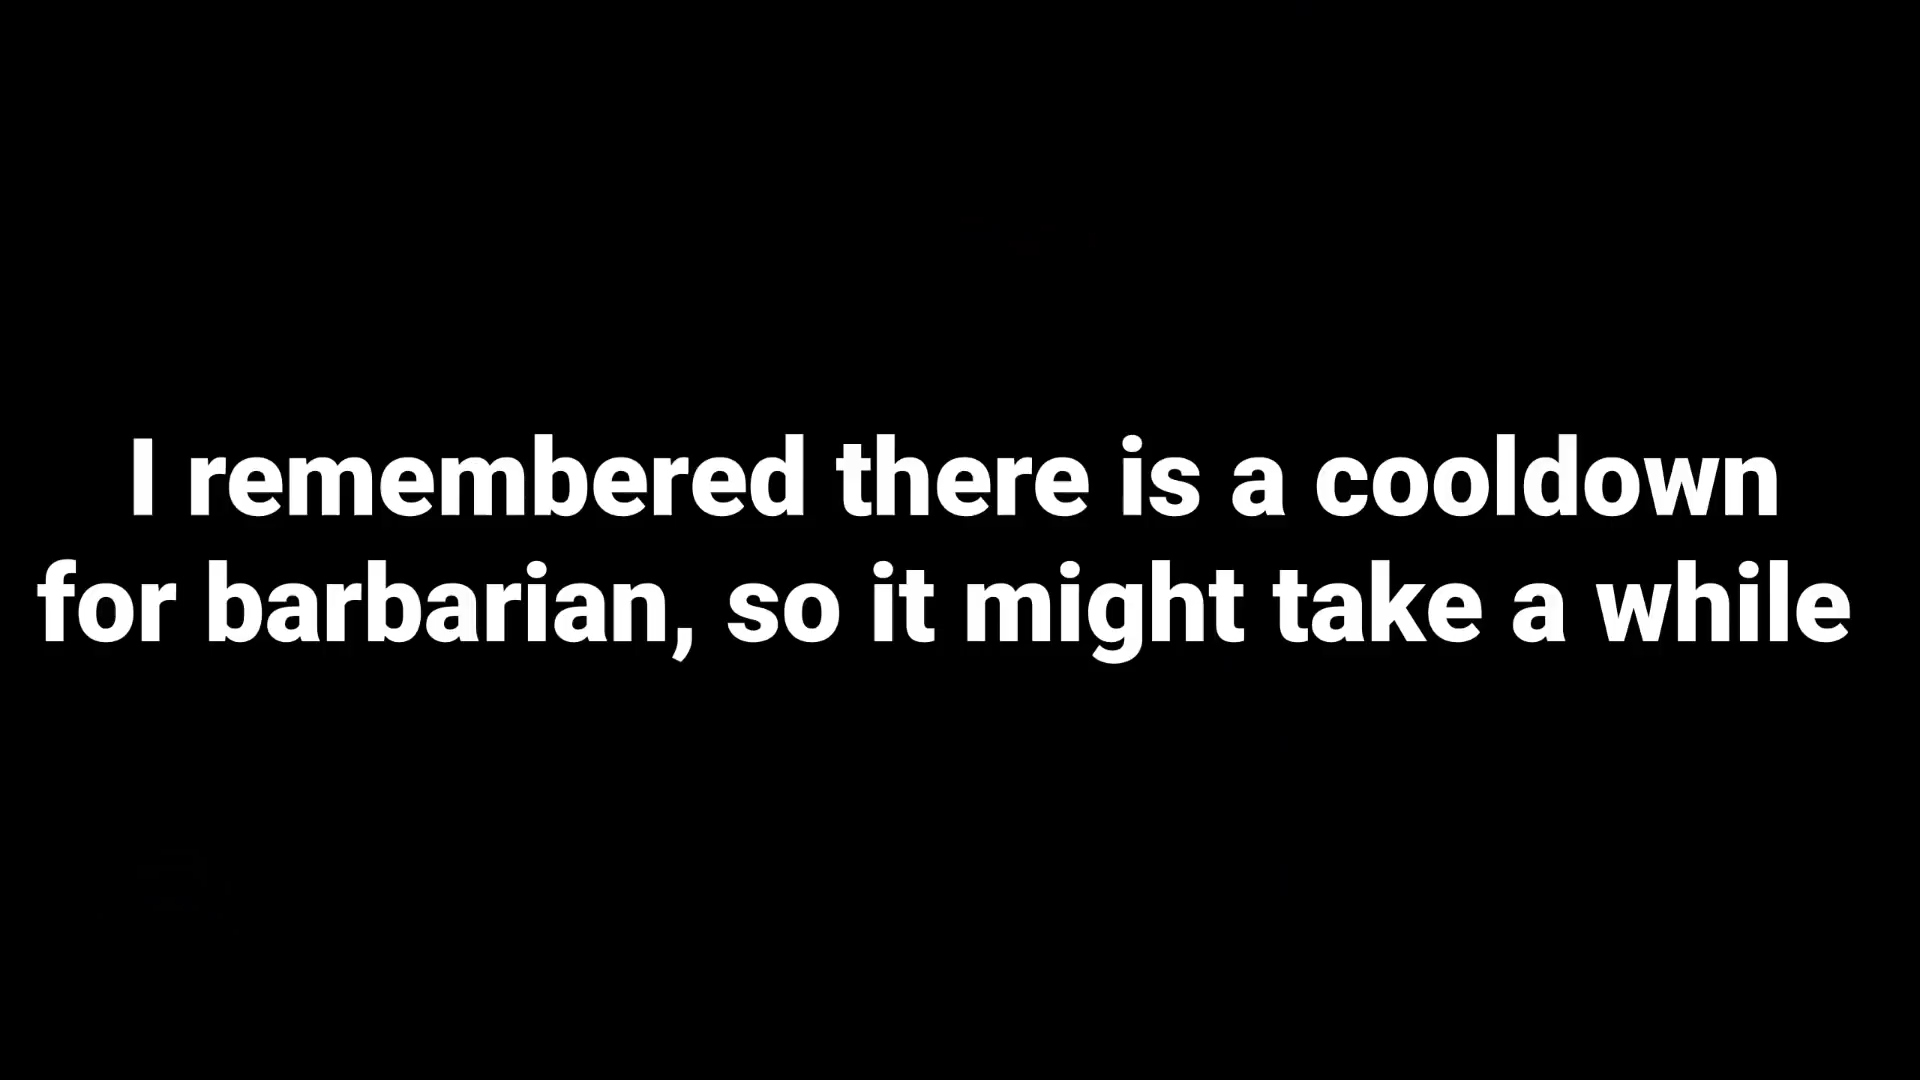 I remembered there is a cooldown
for barbarian, so it might take a while